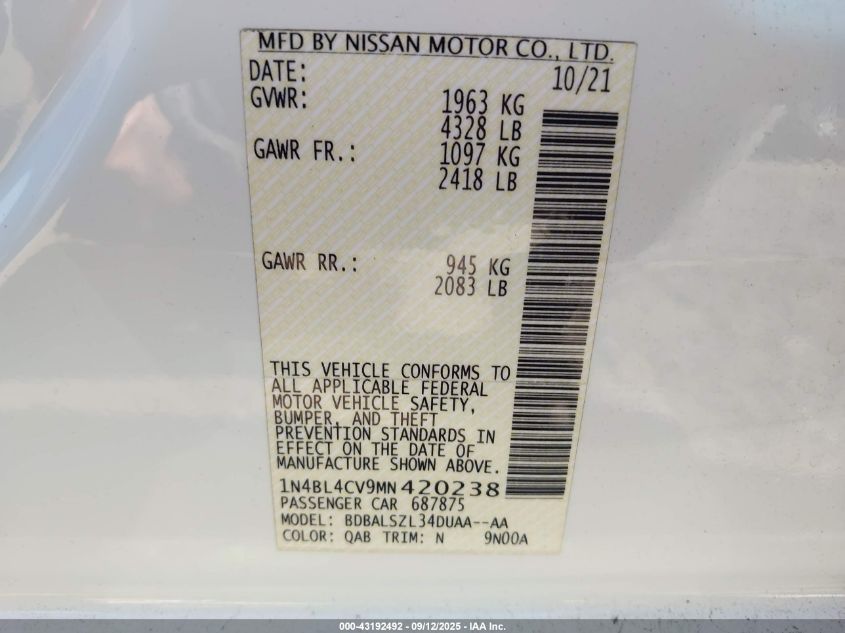 MFD BY NISSAN MOTOR CO., LTD.
DATE: 10/21
GVWR: 1963 KG
4328 LB
GAWR FR.: 1097 KG
2418 LB
GAWR RR.: 945 KG
2083 LB
THIS VEHICLE CONFORMS TO
ALL APPLICABLE FEDERAL
MOTOR VEHICLE SAFETY,
BUMPER, AND THEFT
PREVENTION STANDARDS IN
EFFECT ON THE DATE OF
MANUFACTURE SHOWN ABOVE.
1N4BL4CV9MN420238
PASSENGER CAR 687875
MODEL: BDBALSZL34DUAA--AA
COLOR: QAB TRIM: N 9N00A
000-43192492 - 09/12/2025 - IAA Inc.